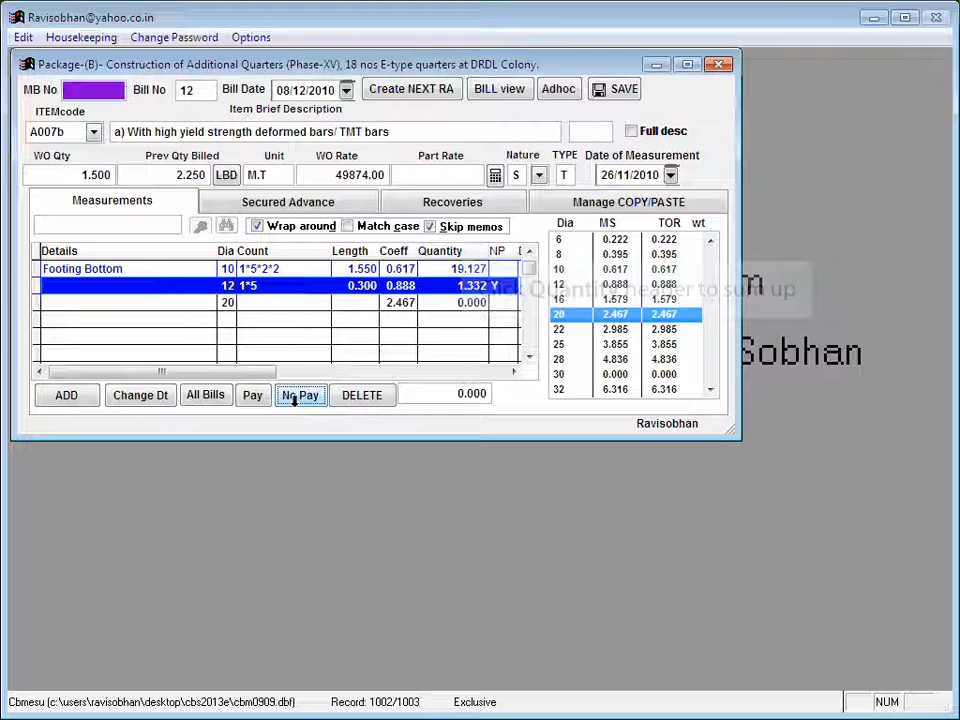 Ravisobhan@yahoo.co.in
Edit Housekeeping Change Password Options
Package-(B)- Construction of Additional Quarters (Phase-XV), 18 nos E-type quarters at DRDL Colony.
MB No Bill No 12 Bill Date 08/12/2010 Create NEXT RA BILL view Adhoc SAVE
ITEMcode Item Brief Description
A007b a) With high yield strength deformed bars/ TMT bars Full desc
WO Qty Prev Qty Billed Unit WO Rate Part Rate Nature TYPE Date of Measurement
1.500 2.250 LBD M.T 49874.00 S T 26/11/2010
Measurements Secured Advance Recoveries Manage COPY/PASTE
Wrap around Match case Skip memos
Dia MS TOR wt
Details Dia Count Length Coeff Quantity NP
Footing Bottom 10 1*5*2*2 1.550 0.617 19.127
12 1*5 0.300 0.888 1.332 Y
20 2.467 0.000
6 0.222 0.222
8 0.395 0.395
10 0.617 0.617
12 0.888 0.888
16 1.579 1.579
20 2.467 2.467
22 2.985 2.985
25 3.855 3.855
28 4.836 4.836
30 0.000 0.000
32 6.316 6.316
Quantity header to sum up
Sobhan
ADD Change Dt All Bills Pay No Pay DELETE 0.000
Ravisobhan
Cbmesu (c:\users\ravisobhan\desktop\cbs2013e\cbm0909.dbf) Record: 1002/1003 Exclusive NUM